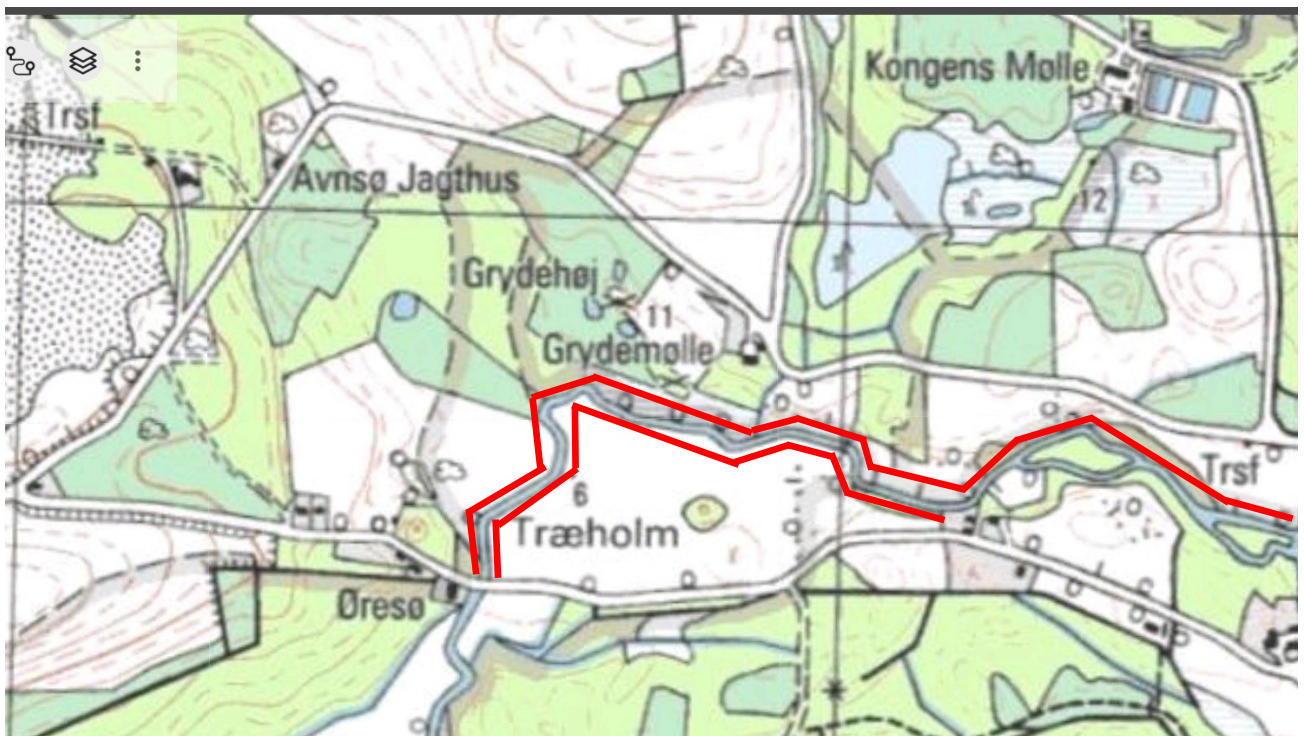 Kongens Mølle
Trsf
Avnsø Jagthus
12
Grydehøj
11
Grydemølle
Trsf
6
Træholm
Øresø